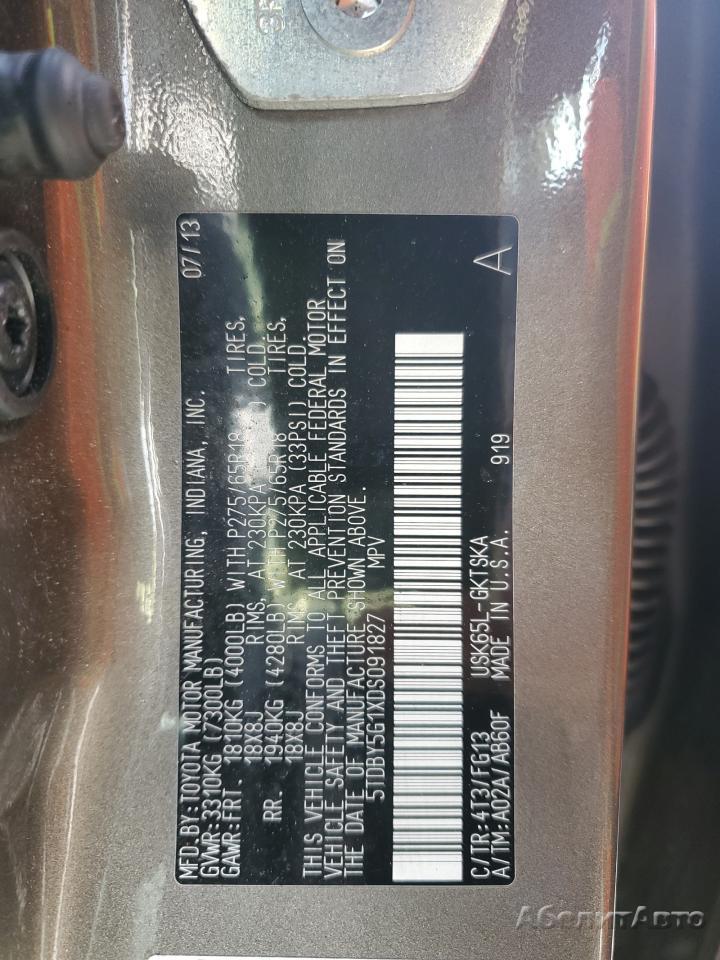 MFD.BY:TOYOTA MOTOR MANUFACTURING, INDIANA, INC. 07/13
GVWR:3310KG(7300LB)
GAWR:FRT. 1810KG (4000LB) WITH P275/65R18 TIRES,
18X8J RIMS, AT 230KPA COLD.
RR. 1940KG (4280LB) WITH P275/65R18 TIRES,
18X8J RIMS, AT 230KPA (33PSI) COLD.
THIS VEHICLE CONFORMS TO ALL APPLICABLE FEDERAL MOTOR
VEHICLE SAFETY AND THEFT PREVENTION STANDARDS IN EFFECT ON
THE DATE OF MANUFACTURE SHOWN ABOVE.
5TDBY5G1XDS091827 MPV
C/TR:4T3/FG13 USK65L-GKTSKA 919 A
A/TM:A02A/AB60F MADE IN U.S.A.
АбсолитАвто